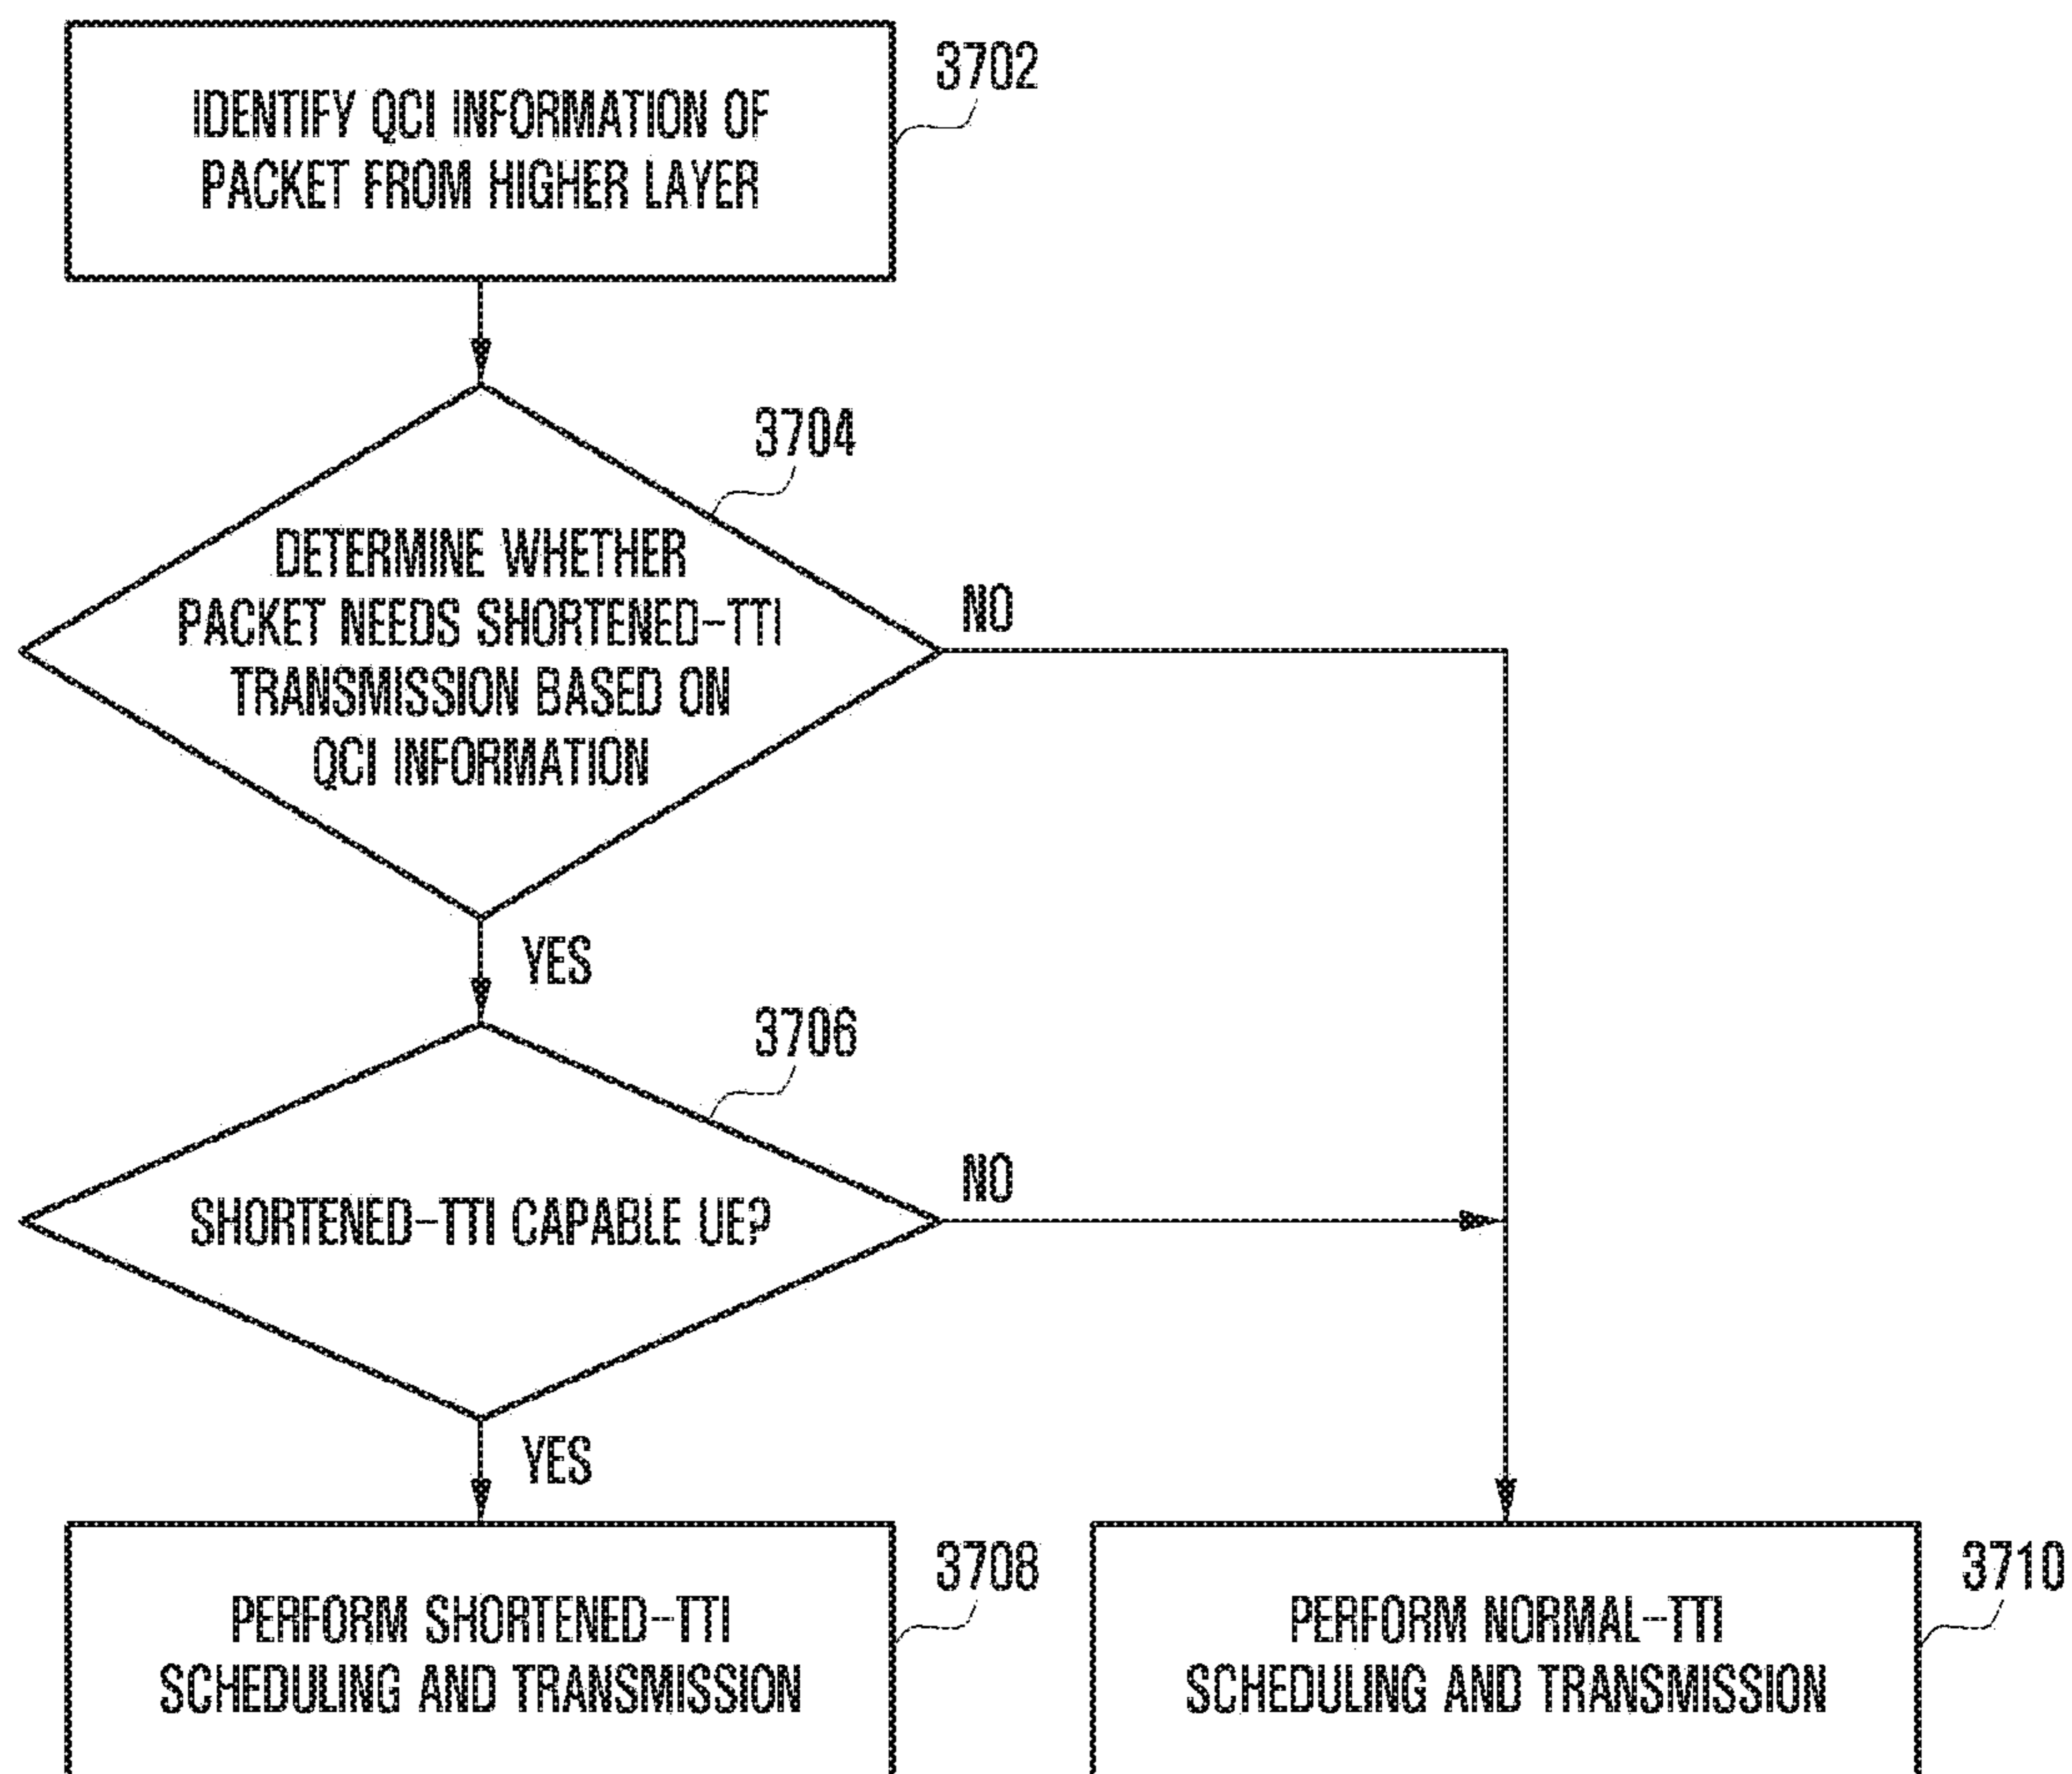 IDENTIFY QCI INFORMATION OF
PACKET FROM HIGHER LAYER
3702
3704
DETERMINE WHETHER
PACKET NEEDS SHORTENED-TTI
TRANSMISSION BASED ON
QCI INFORMATION
NO
YES
3706
SHORTENED-TTI CAPABLE UE?
NO
YES
PERFORM SHORTENED-TTI
SCHEDULING AND TRANSMISSION
3708
PERFORM NORMAL-TTI
SCHEDULING AND TRANSMISSION
3710